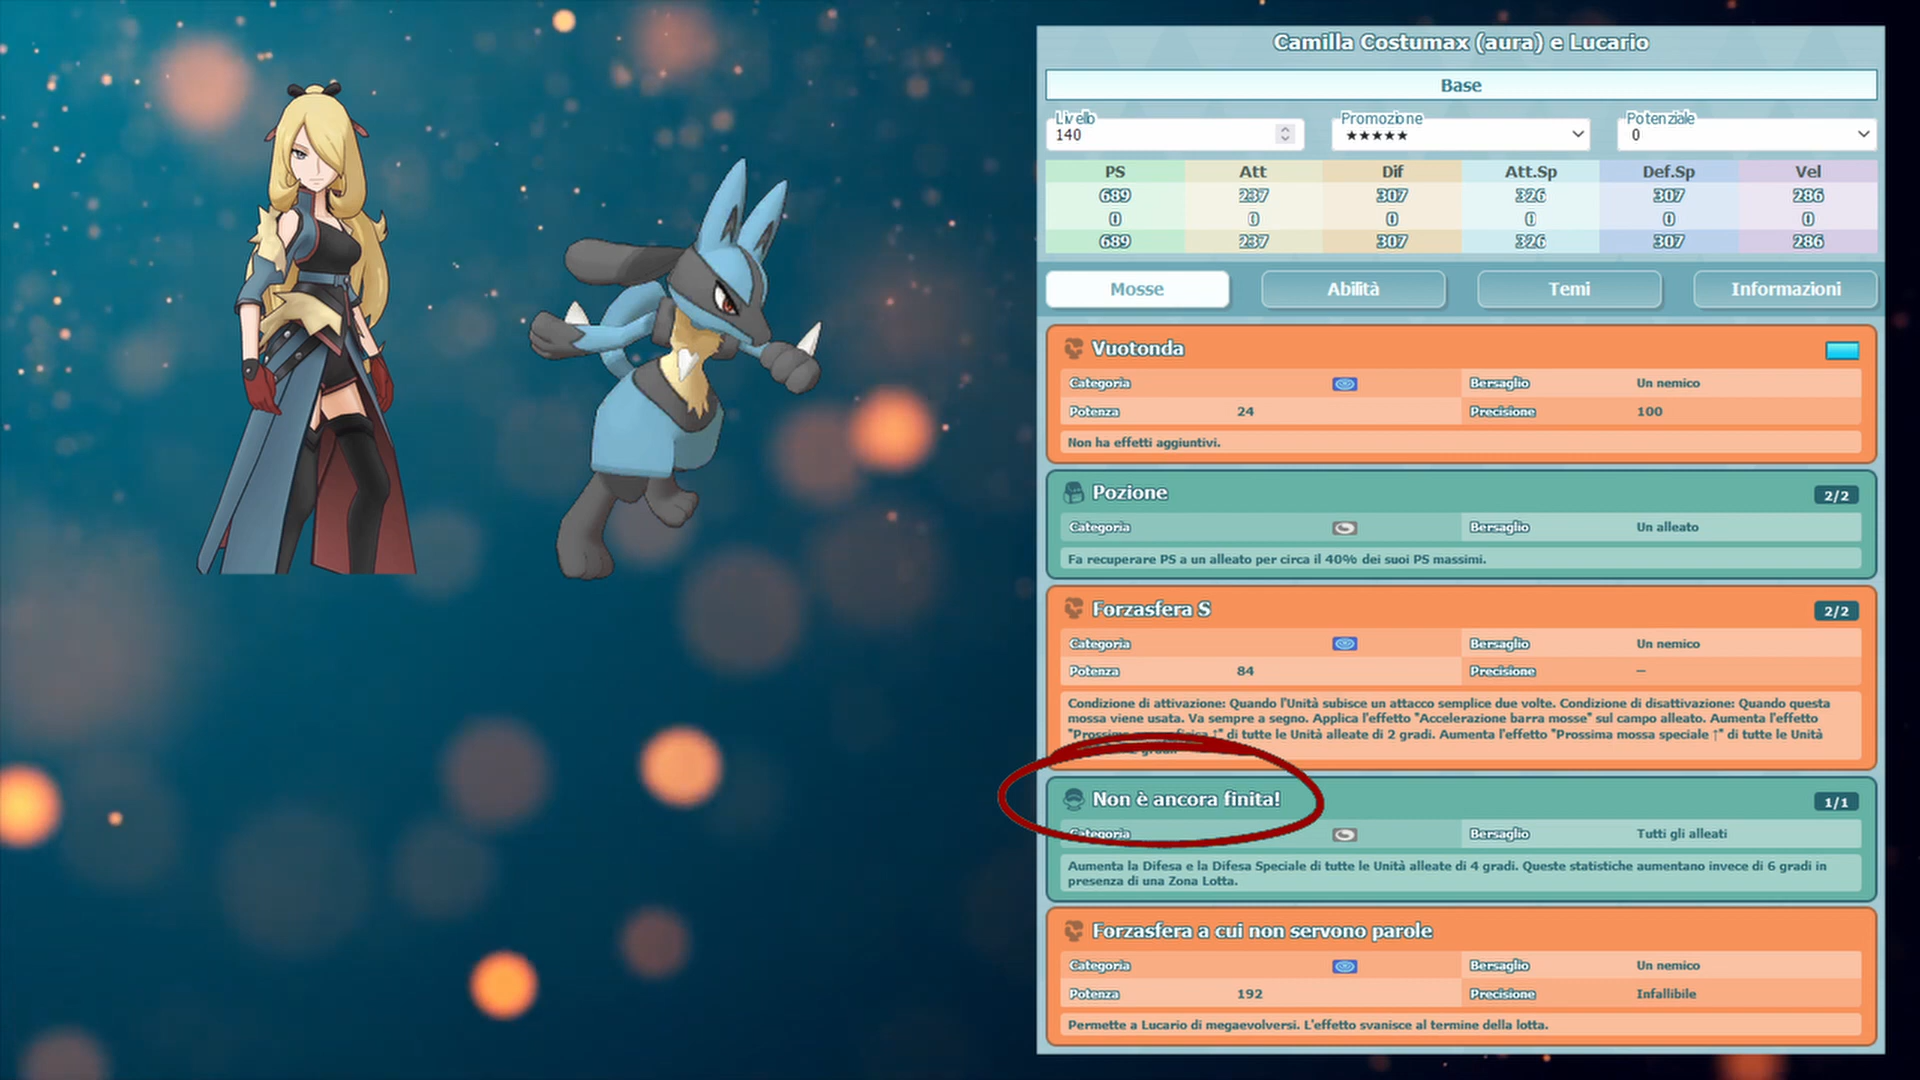 Camilla Costumax (aura) e Lucario
Base
Livello
Promozione
Potenziale
140
★★★★★
0
PS Att Dif Att.Sp Def.Sp Vel
689 237 307 326 307 286
0 0 0 0 0 0
689 237 307 326 307 286
Mosse Abilità Temi Informazioni
Vuotonda
Categoria Bersaglio Un nemico
Potenza 24 Precisione 100
Non ha effetti aggiuntivi.
Pozione 2/2
Categoria Bersaglio Un alleato
Fa recuperare PS a un alleato per circa il 40% dei suoi PS massimi.
Forzasfera S 2/2
Categoria Bersaglio Un nemico
Potenza 84 Precisione —
Condizione di attivazione: Quando l'Unità subisce un attacco semplice due volte. Condizione di disattivazione: Quando questa
mossa viene usata. Va sempre a segno. Applica l'effetto "Accelerazione barra mosse" sul campo alleato. Aumenta l'effetto
"Prossima mossa fisica ↑" di tutte le Unità alleate di 2 gradi. Aumenta l'effetto "Prossima mossa speciale ↑" di tutte le Unità
2 gradi.
Non è ancora finita! 1/1
Categoria Bersaglio Tutti gli alleati
Aumenta la Difesa e la Difesa Speciale di tutte le Unità alleate di 4 gradi. Queste statistiche aumentano invece di 6 gradi in
presenza di una Zona Lotta.
Forzasfera a cui non servono parole
Categoria Bersaglio Un nemico
Potenza 192 Precisione Infallibile
Permette a Lucario di megaevolversi. L'effetto svanisce al termine della lotta.